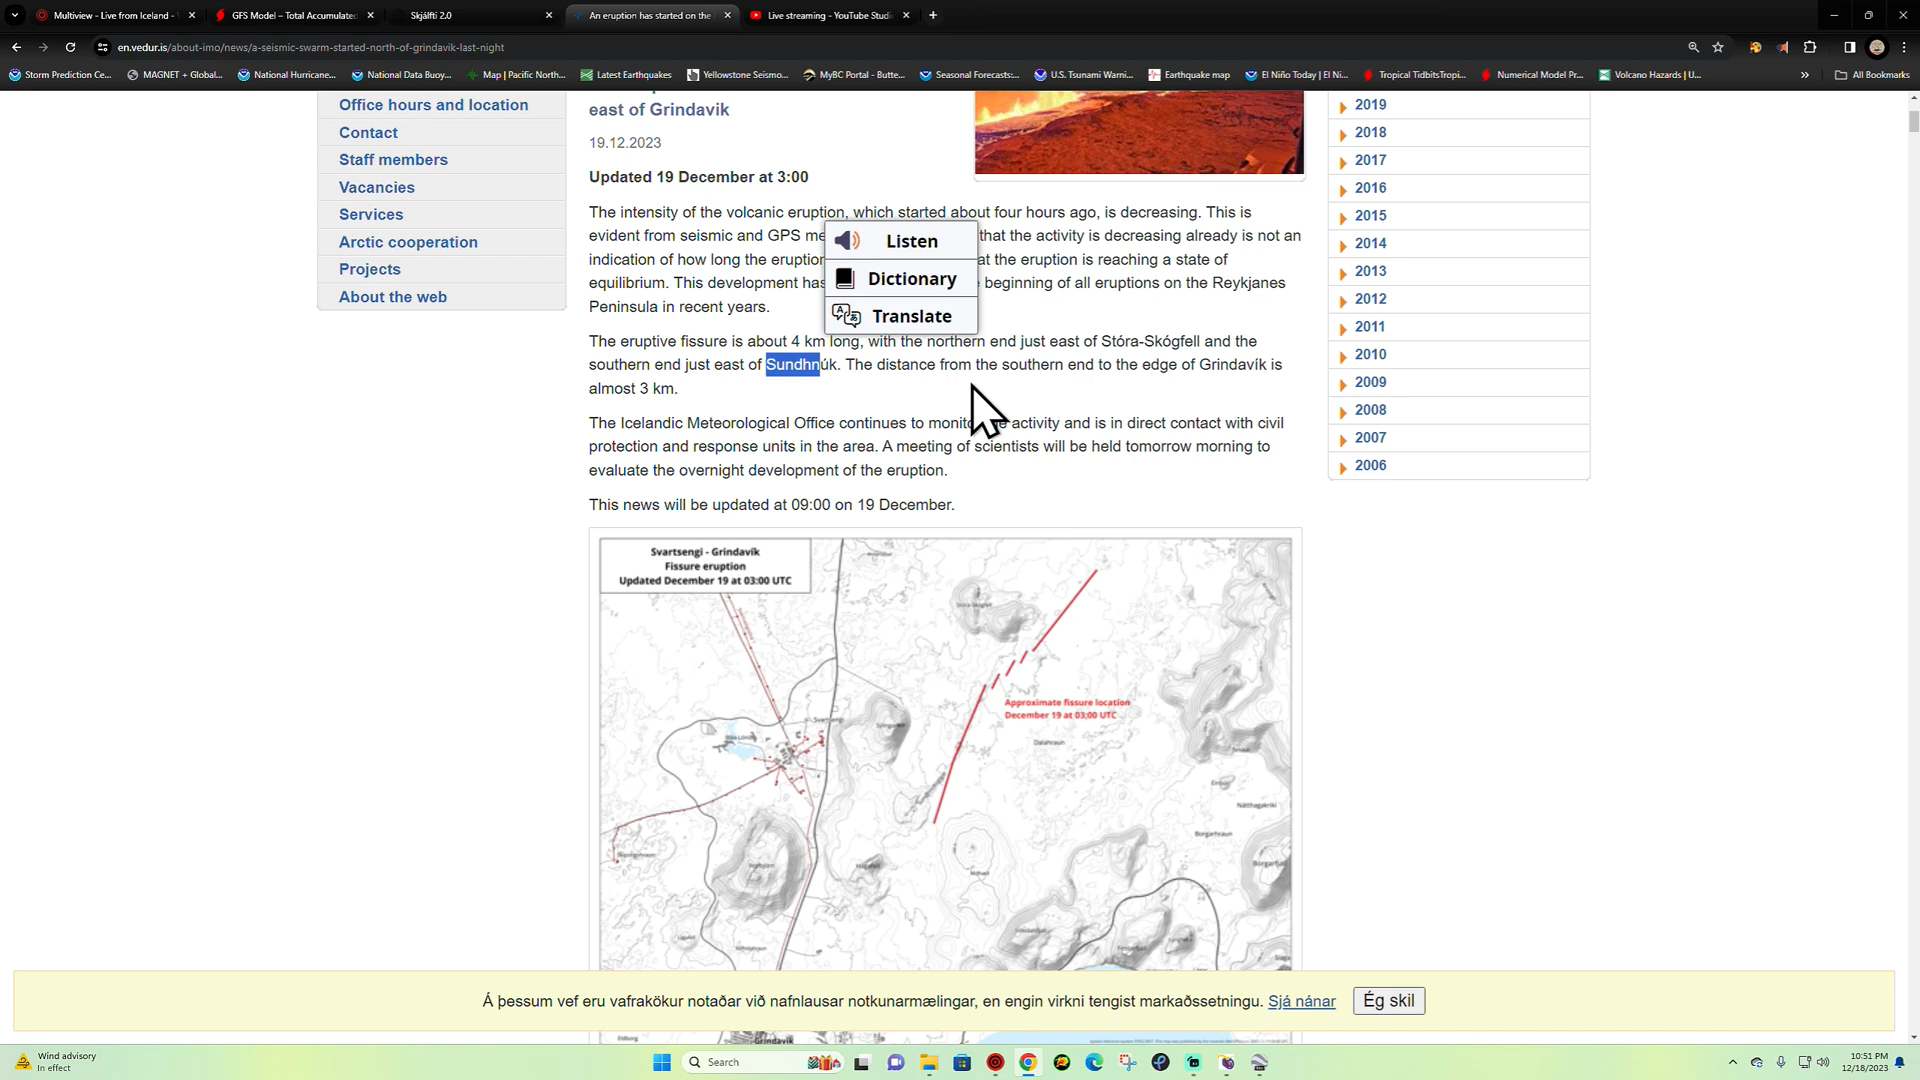 Multiview - Live from Iceland -
GFS Model – Total Accumulated
Skjálfti 2.0
An eruption has started on the
Live streaming - YouTube Studi
en.vedur.is/about-imo/news/a-seismic-swarm-started-north-of-grindavik-last-night
Storm Prediction Ce...
MAGNET + Global...
National Hurricane...
National Data Buoy...
Map | Pacific North...
Latest Earthquakes
Yellowstone Seismo...
MyBC Portal - Butte...
Seasonal Forecasts:...
U.S. Tsunami Warni...
Earthquake map
El Niño Today | El Ni...
Tropical TidbitsTropi...
Numerical Model Pr...
Volcano Hazards | U...
»
All Bookmarks
Office hours and location
Contact
Staff members
Vacancies
Services
Arctic cooperation
Projects
About the web
east of Grindavik
19.12.2023
Updated 19 December at 3:00
The intensity of the volcanic eruption, which started about four hours ago, is decreasing. This is
evident from seismic and GPS me that the activity is decreasing already is not an
indication of how long the eruption at the eruption is reaching a state of
equilibrium. This development has beginning of all eruptions on the Reykjanes
Peninsula in recent years.
Listen
Dictionary
Translate
The eruptive fissure is about 4 km long, with the northern end just east of Stóra-Skógfell and the
southern end just east of Sundhnúk. The distance from the southern end to the edge of Grindavík is
almost 3 km.
The Icelandic Meteorological Office continues to monito activity and is in direct contact with civil
protection and response units in the area. A meeting of scientists will be held tomorrow morning to
evaluate the overnight development of the eruption.
This news will be updated at 09:00 on 19 December.
2019
2018
2017
2016
2015
2014
2013
2012
2011
2010
2009
2008
2007
2006
Svartsengi - Grindavík
Fissure eruption
Updated December 19 at 03:00 UTC
Stóra-Skógfell
Approximate fissure location
December 19 at 03:00 UTC
Svartsengi
Dalahraun
Nátthagakriki
Borgarhraun
Borgarfjall
Grindavík
Á þessum vef eru vafrakökur notaðar við nafnlausar notkunarmælingar, en engin virkni tengist markaðssetningu. Sjá nánar
Ég skil
Wind advisory
In effect
Search
10:51 PM
12/18/2023